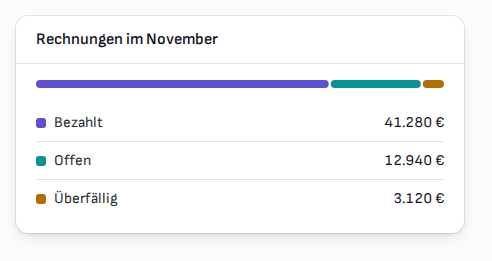 Rechnungen im November
Bezahlt 41.280 €
Offen 12.940 €
Überfällig 3.120 €